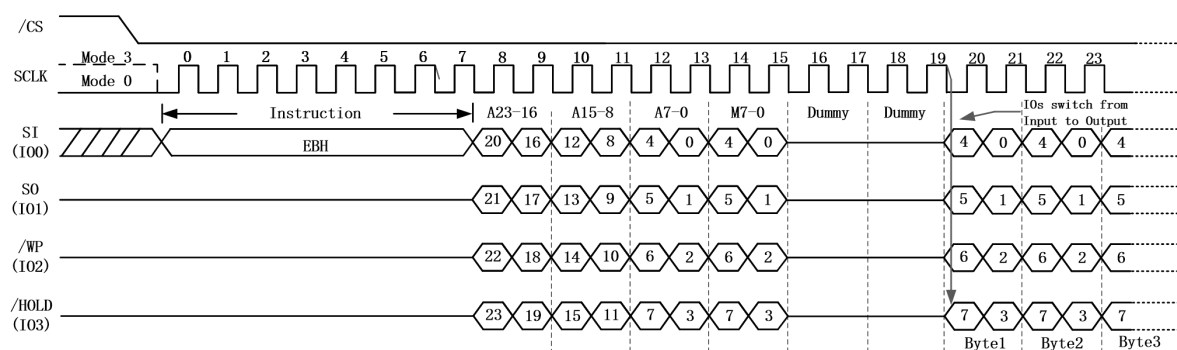 /CS
Mode 3 0 1 2 3 4 5 6 7 8 9 10 11 12 13 14 15 16 17 18 19 20 21 22 23
SCLK
Mode 0
Instruction A23-16 A15-8 A7-0 M7-0 Dummy Dummy
IOs switch from
Input to Output
SI
(IO0)
EBH 20 16 12 8 4 0 4 0 4 0 4 0 4
SO
(IO1)
21 17 13 9 5 1 5 1 5 1 5 1 5
/WP
(IO2)
22 18 14 10 6 2 6 2 6 2 6 2 6
/HOLD
(IO3)
23 19 15 11 7 3 7 3 7 3 7 3 7
Byte1 Byte2 Byte3